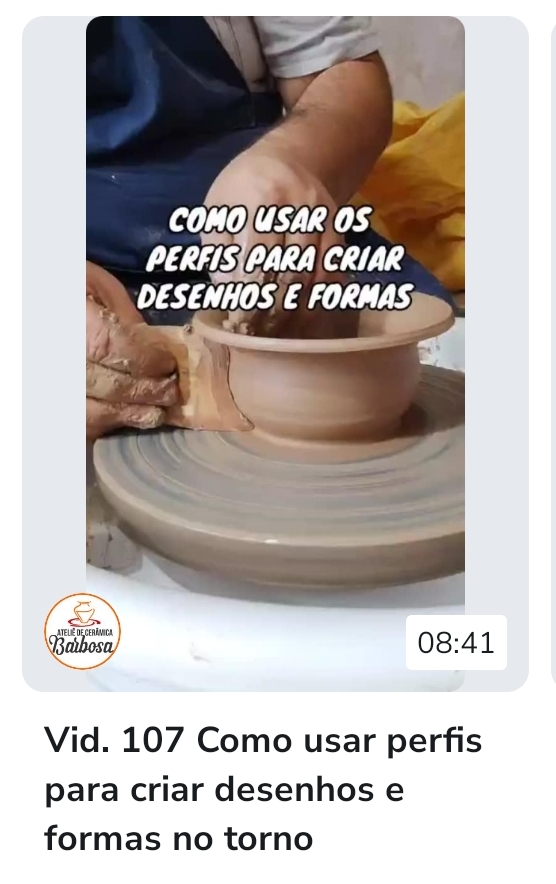 COMO USAR OS
PERFIS PARA CRIAR
DESENHOS E FORMAS
ATELIÊ DE CERÂMICA
Barbosa
08:41
Vid. 107 Como usar perfis
para criar desenhos e
formas no torno